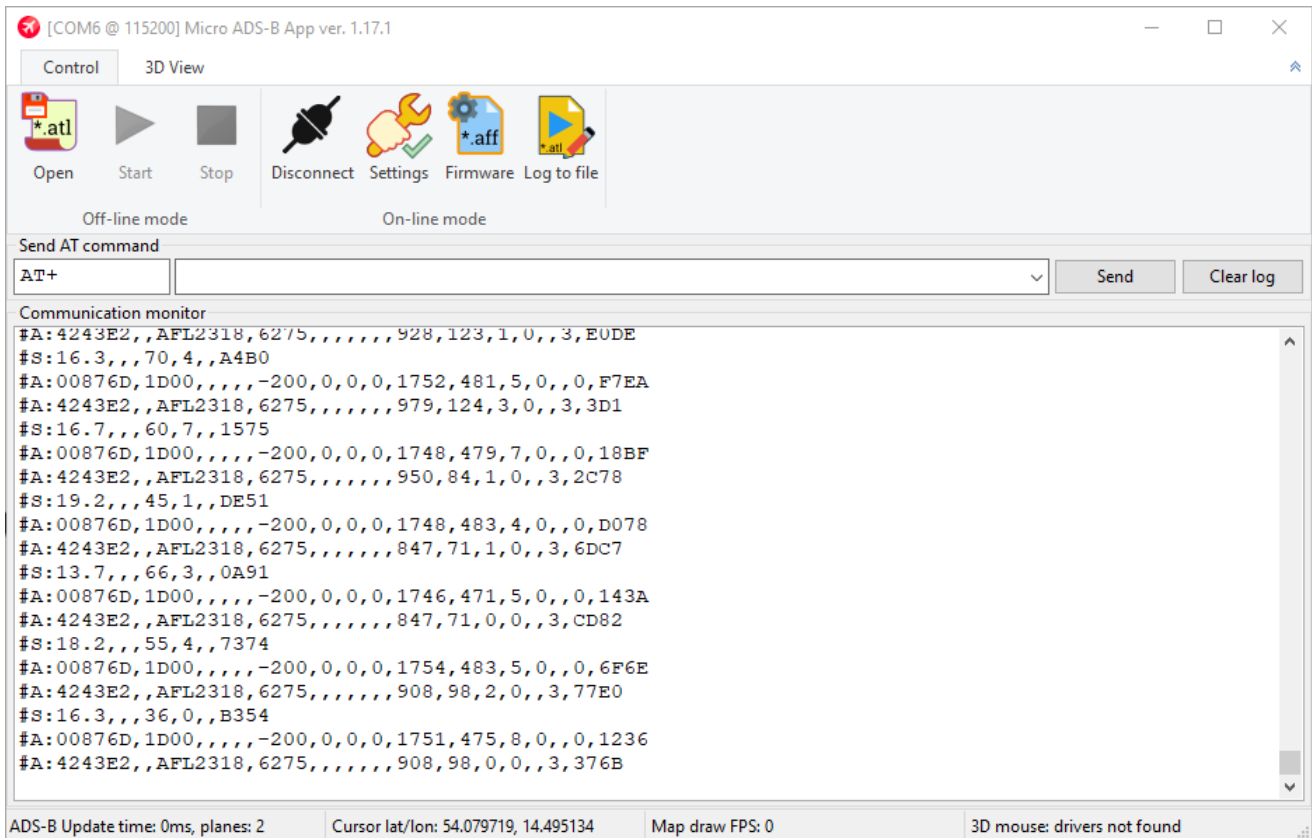 [COM6 @ 115200] Micro ADS-B App ver. 1.17.1
Control 3D View
*.atl *.aff *.atl
Open Start Stop Disconnect Settings Firmware Log to file
Off-line mode On-line mode
Send AT command
AT+ Send Clear log
Communication monitor
#A:4243E2,,AFL2318,6275,,,,,,,928,123,1,0,,3,E0DE
#S:16.3,,,70,4,,A4B0
#A:00876D,1D00,,,,,-200,0,0,0,1752,481,5,0,,0,F7EA
#A:4243E2,,AFL2318,6275,,,,,,,979,124,3,0,,3,3D1
#S:16.7,,,60,7,,1575
#A:00876D,1D00,,,,,-200,0,0,0,1748,479,7,0,,0,18BF
#A:4243E2,,AFL2318,6275,,,,,,,950,84,1,0,,3,2C78
#S:19.2,,,45,1,,DE51
#A:00876D,1D00,,,,,-200,0,0,0,1748,483,4,0,,0,D078
#A:4243E2,,AFL2318,6275,,,,,,,847,71,1,0,,3,6DC7
#S:13.7,,,66,3,,0A91
#A:00876D,1D00,,,,,-200,0,0,0,1746,471,5,0,,0,143A
#A:4243E2,,AFL2318,6275,,,,,,,847,71,0,0,,3,CD82
#S:18.2,,,55,4,,7374
#A:00876D,1D00,,,,,-200,0,0,0,1754,483,5,0,,0,6F6E
#A:4243E2,,AFL2318,6275,,,,,,,908,98,2,0,,3,77E0
#S:16.3,,,36,0,,B354
#A:00876D,1D00,,,,,-200,0,0,0,1751,475,8,0,,0,1236
#A:4243E2,,AFL2318,6275,,,,,,,908,98,0,0,,3,376B
ADS-B Update time: 0ms, planes: 2 Cursor lat/lon: 54.079719, 14.495134 Map draw FPS: 0 3D mouse: drivers not found